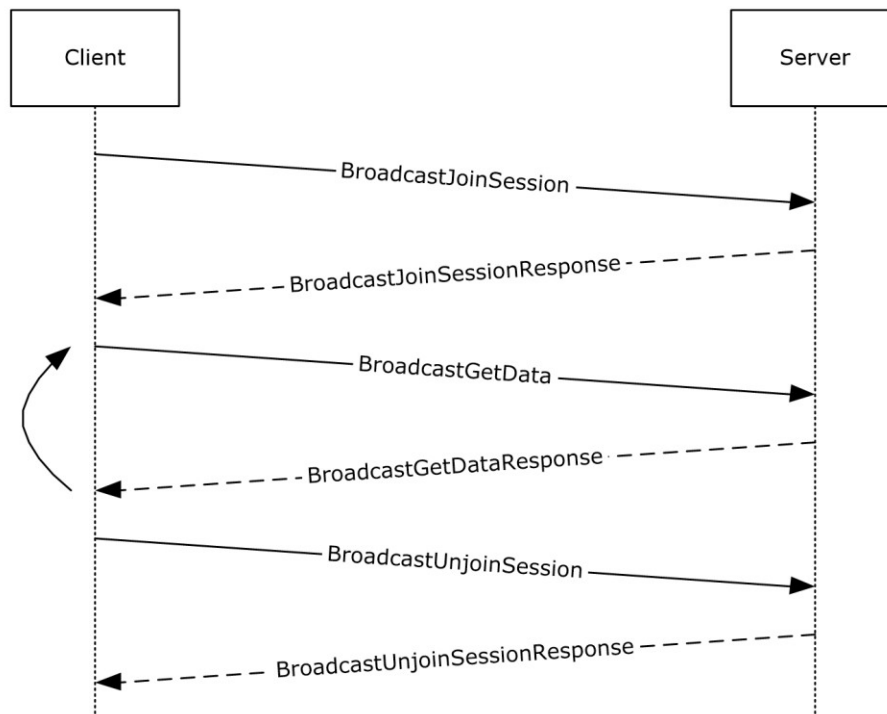 Client
Server
BroadcastJoinSession
BroadcastJoinSessionResponse
BroadcastGetData
BroadcastGetDataResponse
BroadcastUnjoinSession
BroadcastUnjoinSessionResponse